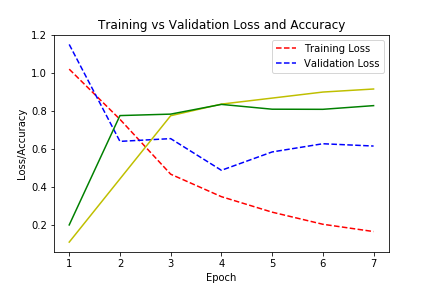 Training vs Validation Loss and Accuracy
Training Loss
Validation Loss
Loss/Accuracy
1.2
1.0
0.8
0.6
0.4
0.2
1 2 3 4 5 6 7
Epoch